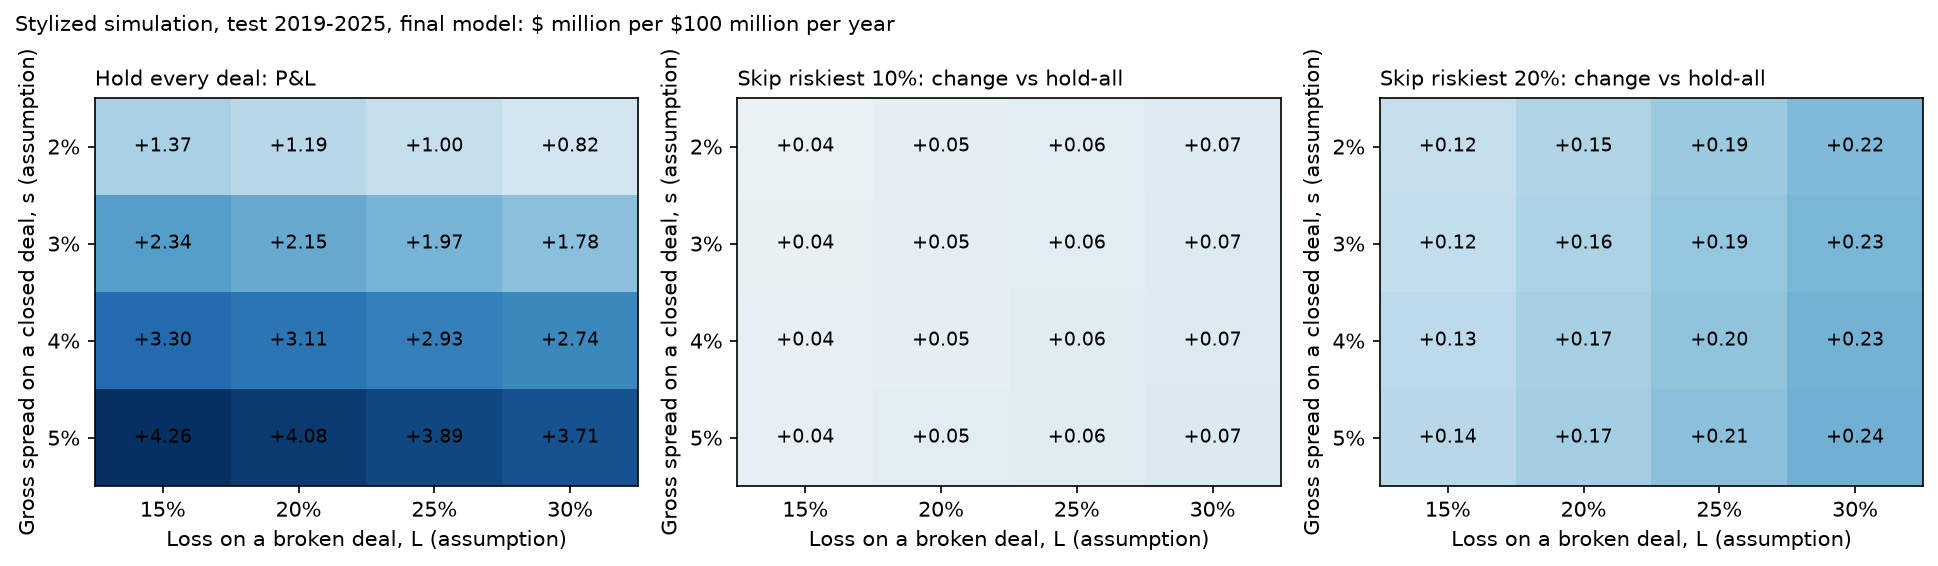 Stylized simulation, test 2019-2025, final model: $ million per $100 million per year
Hold every deal: P&L
Gross spread on a closed deal, s (assumption)
2%
+1.37 +1.19 +1.00 +0.82
3%
+2.34 +2.15 +1.97 +1.78
4%
+3.30 +3.11 +2.93 +2.74
5%
+4.26 +4.08 +3.89 +3.71
15% 20% 25% 30%
Loss on a broken deal, L (assumption)
Skip riskiest 10%: change vs hold-all
Gross spread on a closed deal, s (assumption)
2%
+0.04 +0.05 +0.06 +0.07
3%
+0.04 +0.05 +0.06 +0.07
4%
+0.04 +0.05 +0.06 +0.07
5%
+0.04 +0.05 +0.06 +0.07
15% 20% 25% 30%
Loss on a broken deal, L (assumption)
Skip riskiest 20%: change vs hold-all
Gross spread on a closed deal, s (assumption)
2%
+0.12 +0.15 +0.19 +0.22
3%
+0.12 +0.16 +0.19 +0.23
4%
+0.13 +0.17 +0.20 +0.23
5%
+0.14 +0.17 +0.21 +0.24
15% 20% 25% 30%
Loss on a broken deal, L (assumption)